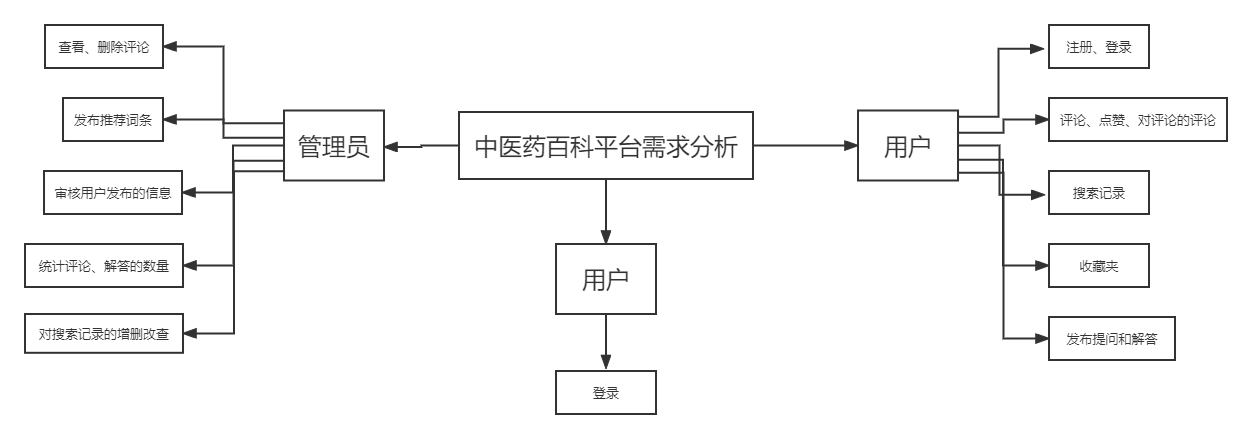 查看、删除评论
发布推荐词条
审核用户发布的信息
统计评论、解答的数量
对搜索记录的增删改查
管理员
中医药百科平台需求分析
用户
登录
用户
注册、登录
评论、点赞、对评论的评论
搜索记录
收藏夹
发布提问和解答